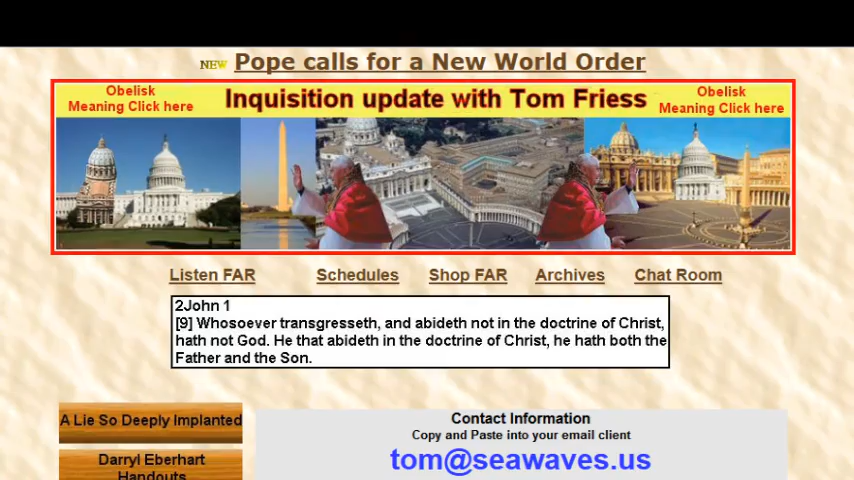 NEW Pope calls for a New World Order
Obelisk
Meaning Click here
Inquisition update with Tom Friess
Obelisk
Meaning Click here
Listen FAR Schedules Shop FAR Archives Chat Room
2John 1
[9] Whosoever transgresseth, and abideth not in the doctrine of Christ,
hath not God. He that abideth in the doctrine of Christ, he hath both the
Father and the Son.
A Lie So Deeply Implanted
Darryl Eberhart
Handouts
Contact Information
Copy and Paste into your email client
tom@seawaves.us